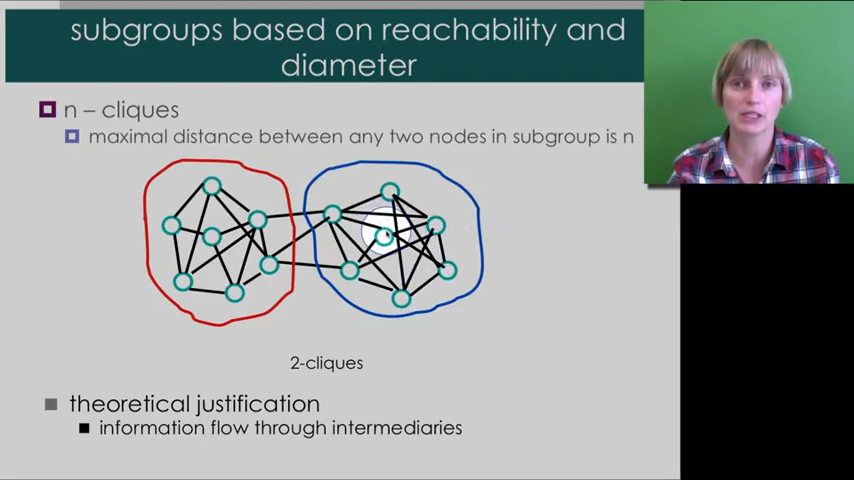 subgroups based on reachability and
diameter
n – cliques
maximal distance between any two nodes in subgroup is n
2-cliques
theoretical justification
information flow through intermediaries